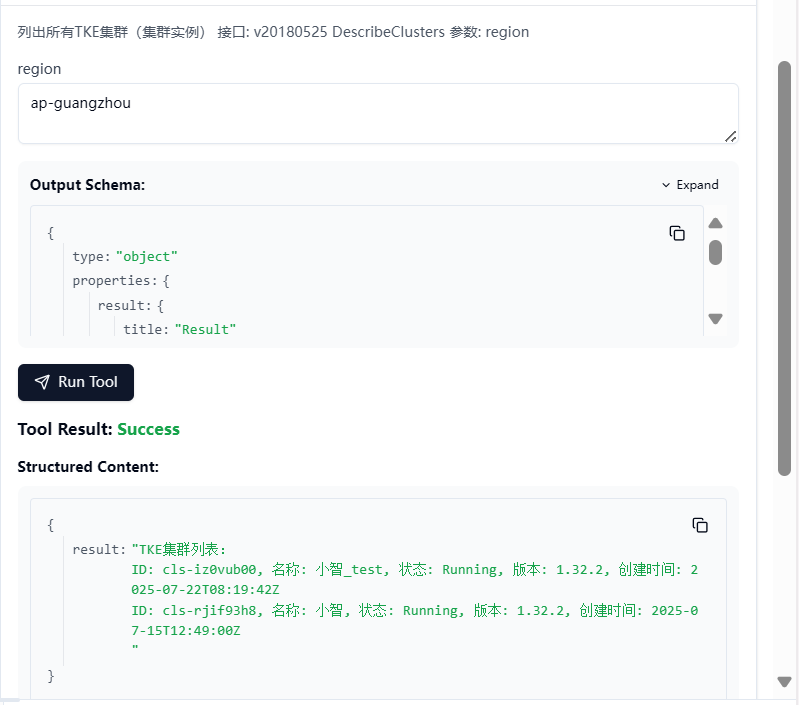 列出所有TKE集群（集群实例） 接口: v20180525 DescribeClusters 参数: region
region
ap-guangzhou
Output Schema:
Expand
{
type: "object"
properties: {
result: {
title: "Result"
Run Tool
Tool Result: Success
Structured Content:
{
result: "TKE集群列表:
ID: cls-iz0vub00, 名称: 小智_test, 状态: Running, 版本: 1.32.2, 创建时间: 2
025-07-22T08:19:42Z
ID: cls-rjif93h8, 名称: 小智, 状态: Running, 版本: 1.32.2, 创建时间: 2025-0
7-15T12:49:00Z
"
}